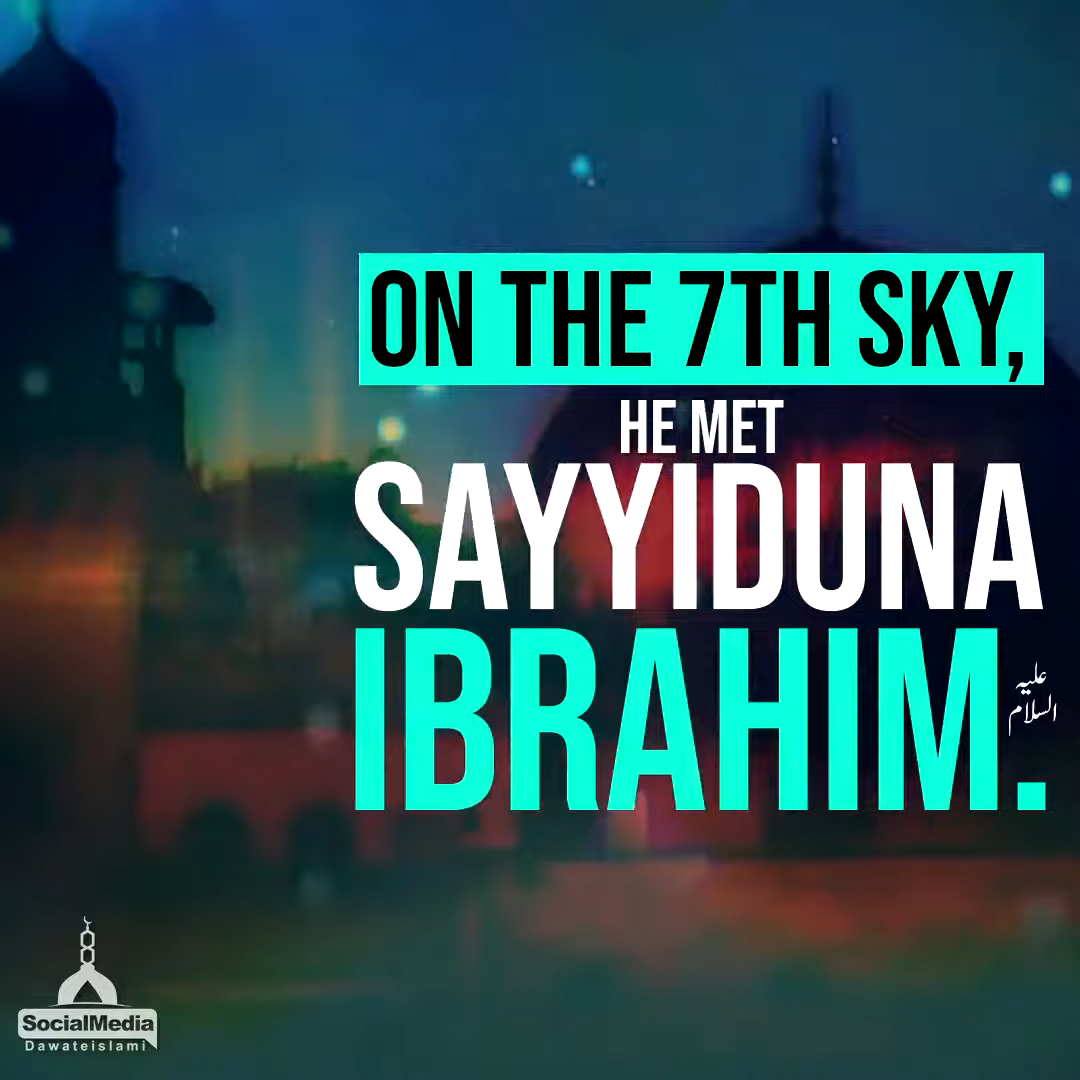 ON THE 7TH SKY,
HE MET
SAYYIDUNA
IBRAHIM.
عليه
السلام
SocialMedia
Dawateislami